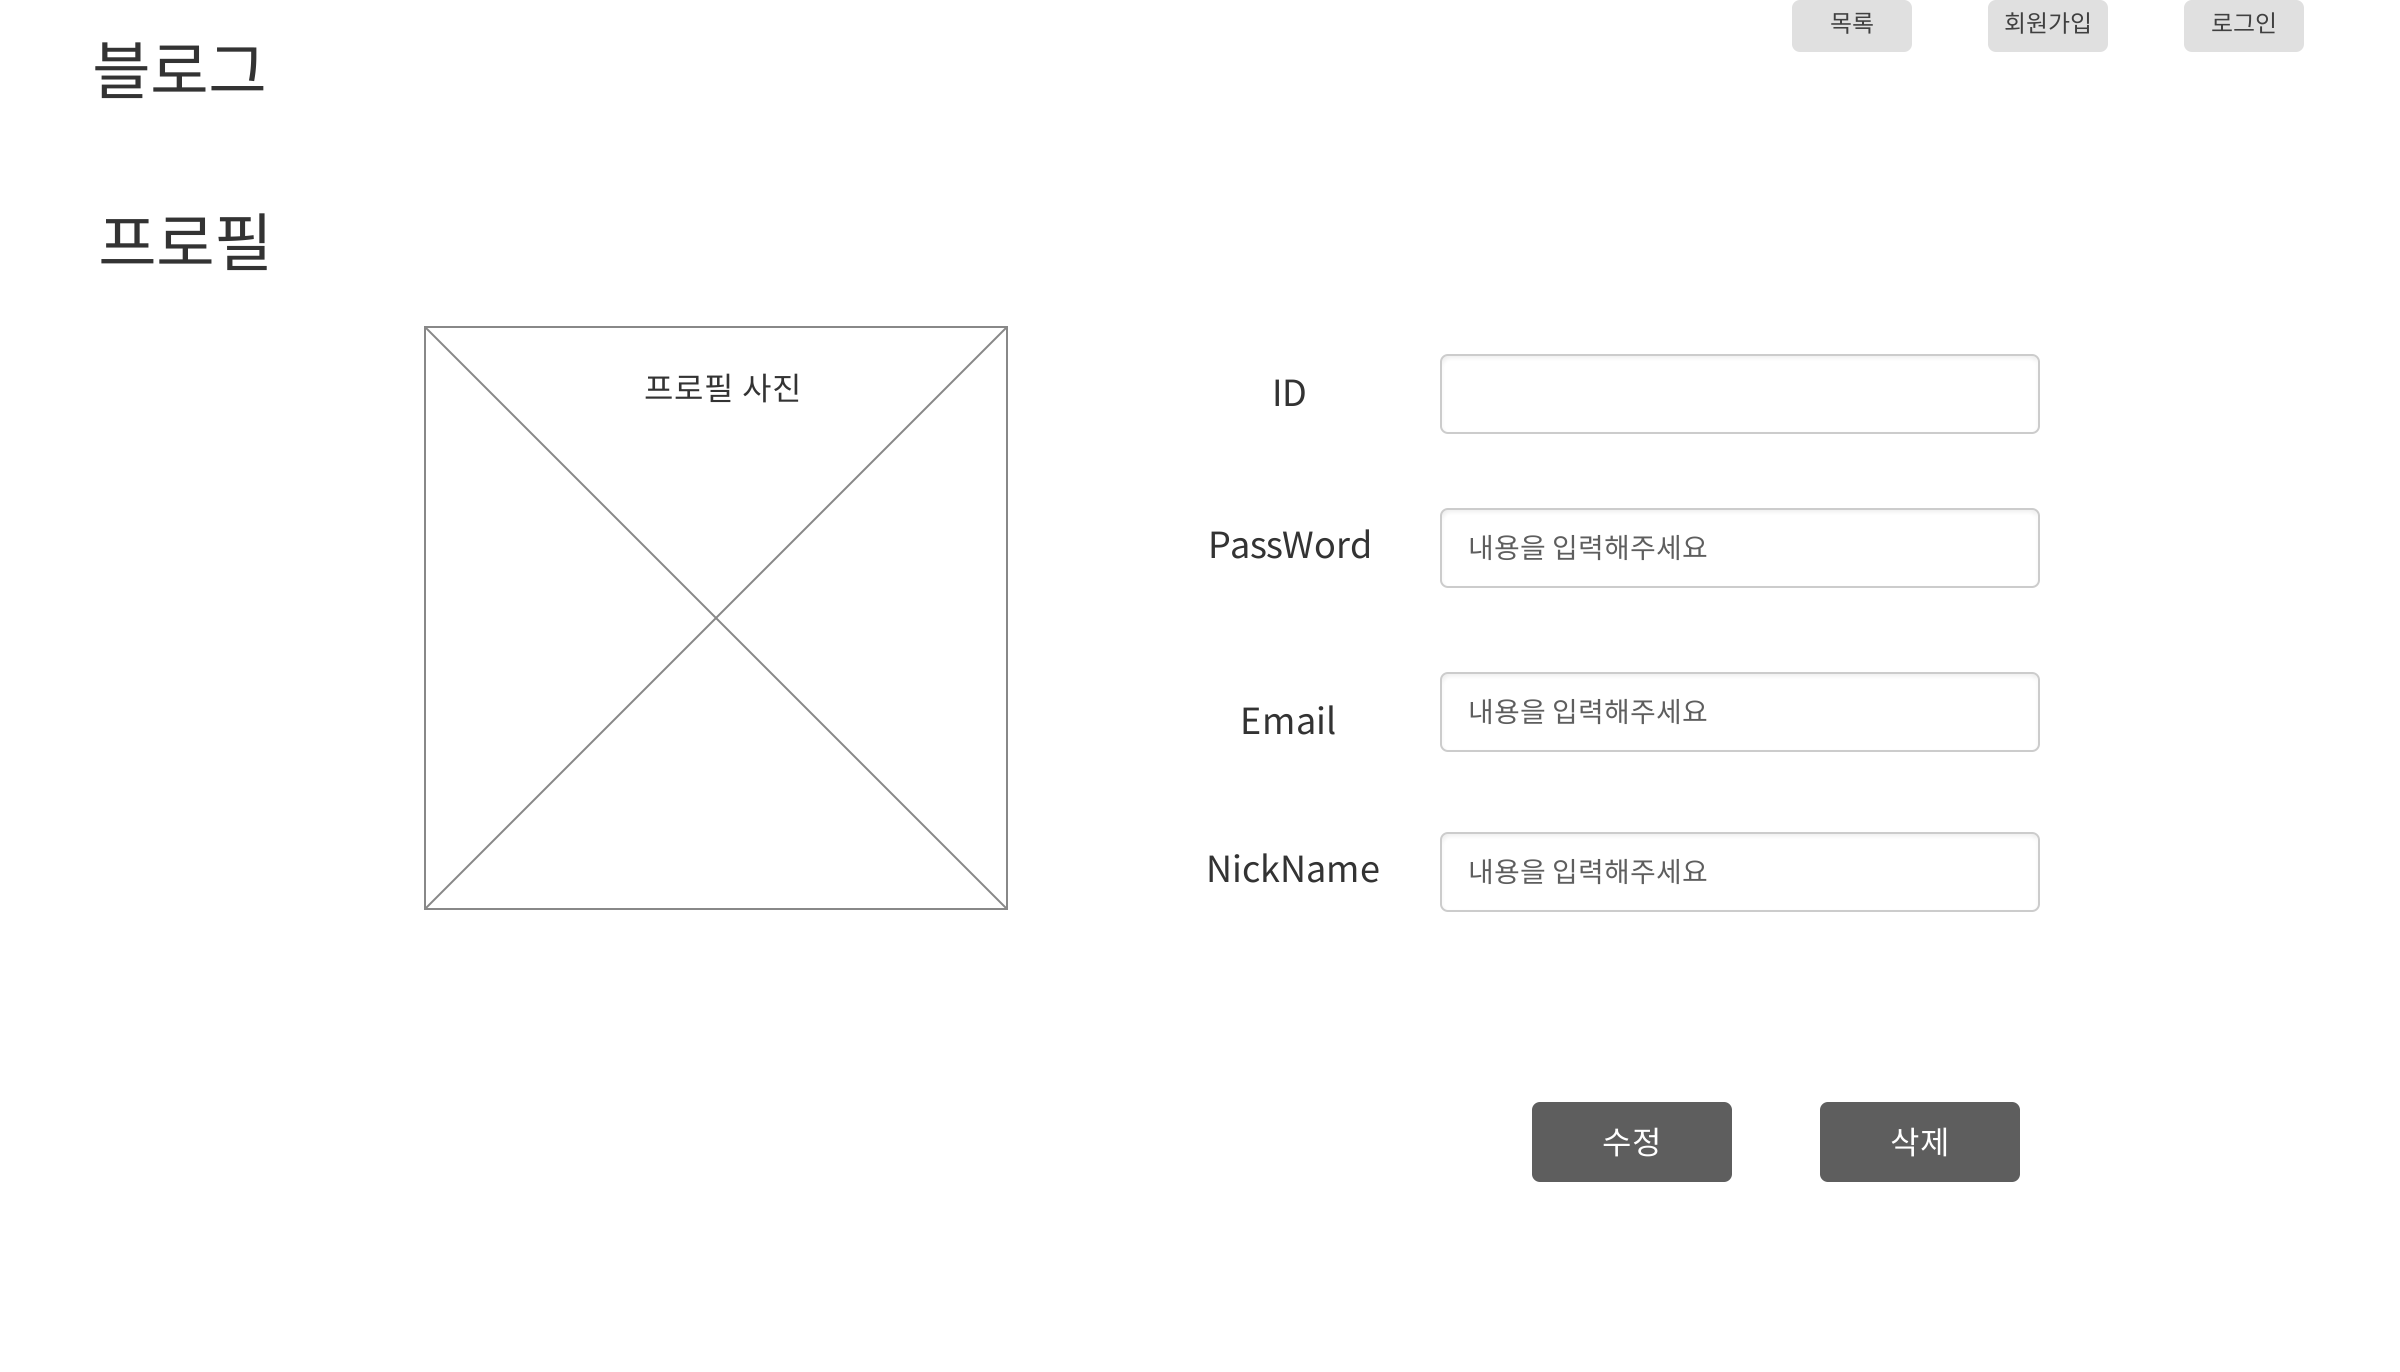 블로그
목록
회원가입
로그인
프로필
프로필 사진
ID
PassWord
내용을 입력해주세요
Email
내용을 입력해주세요
NickName
내용을 입력해주세요
수정
삭제